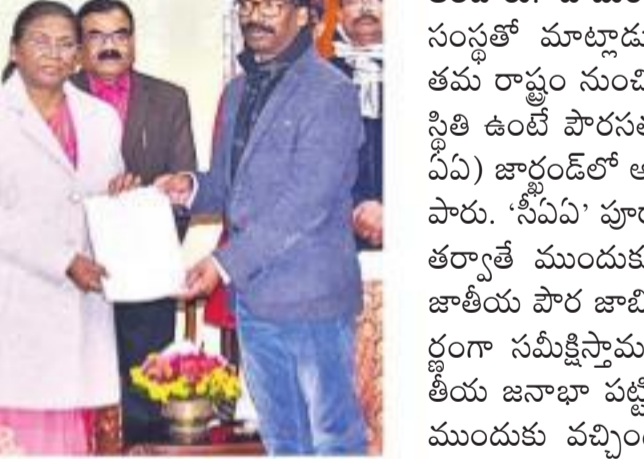 సంస్థతో మాట్లాడు
తమ రాష్ట్రం నుంచి
స్థితి ఉంటే పౌరసత
ఏఏ) జార్ఖండ్‌లో అ
పారు. ‘సీఏఏ’ పూర
తర్వాతే ముందుకు
జాతీయ పౌర జాబి
ర్ణంగా సమీక్షిస్తామ
తీయ జనాభా పట్టి
ముందుకు వచ్చింద